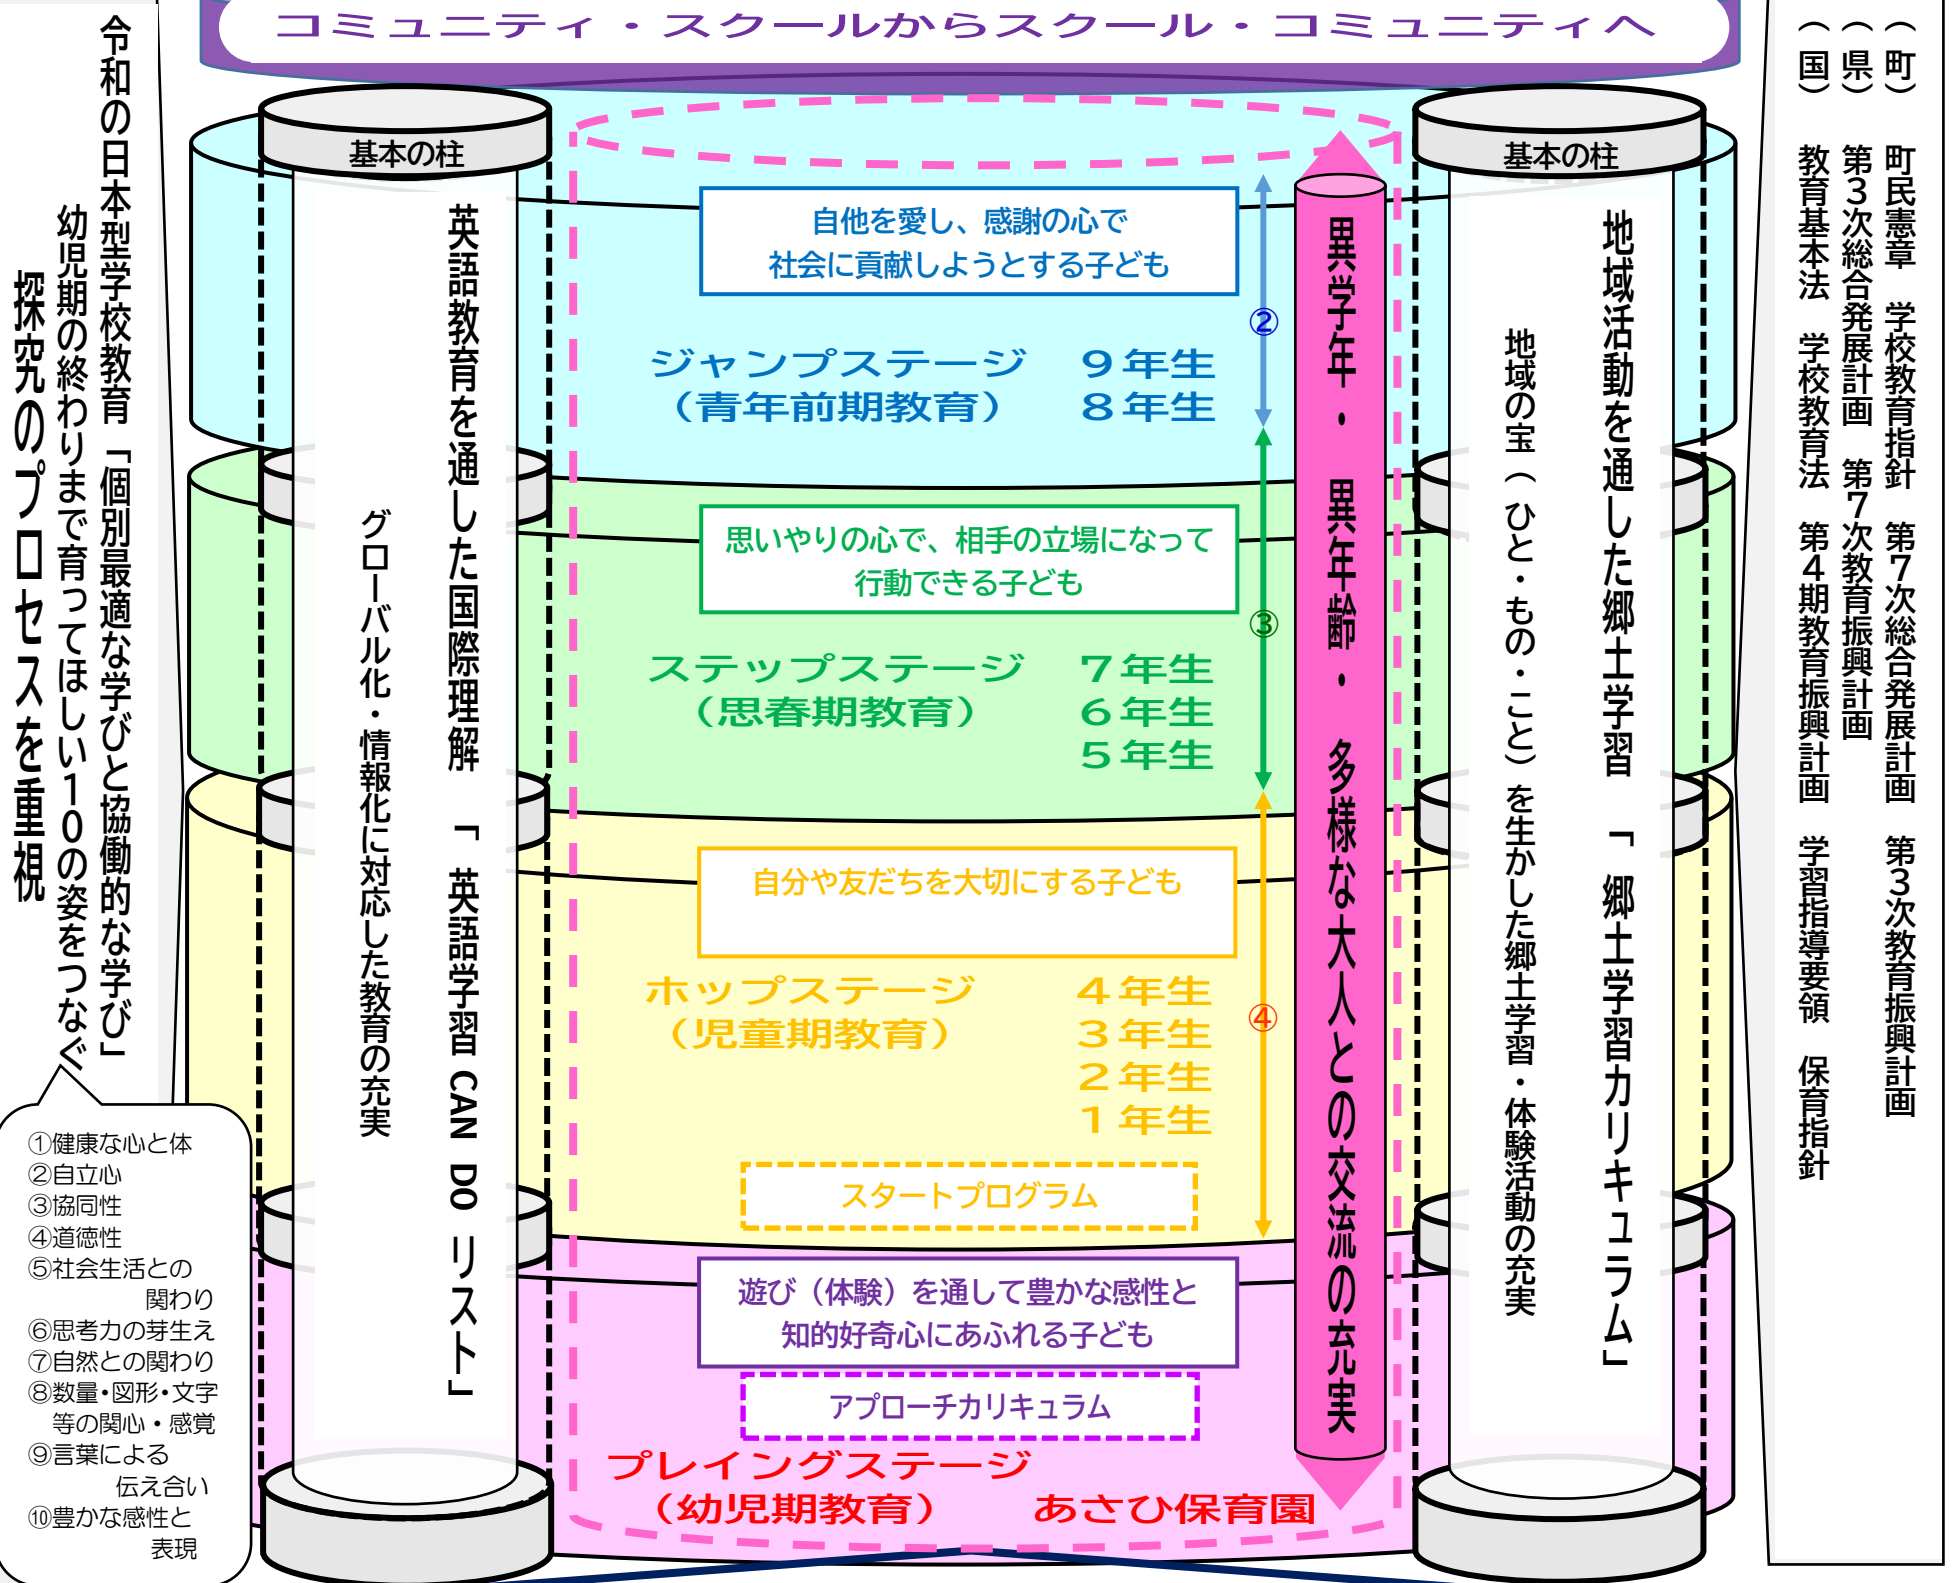 コミュニティ・スクールからスクール・コミュニティへ
（町）　町民憲章　学校教育指針　第７次総合発展計画　第３次教育振興計画
（県）　第３次総合発展計画　第７次教育振興計画
（国）　教育基本法　学校教育法　第４期教育振興計画　学習指導要領　保育指針
令和の日本型学校教育「個別最適な学びと協働的な学び」
幼児期の終わりまで育ってほしい１０の姿をつなぐ
探究のプロセスを重視
①健康な心と体
②自立心
③協同性
④道徳性
⑤社会生活との
関わり
⑥思考力の芽生え
⑦自然との関わり
⑧数量・図形・文字
等の関心・感覚
⑨言葉による
伝え合い
⑩豊かな感性と
表現
基本の柱
英語教育を通した国際理解　「英語学習 CAN DO リスト」
グローバル化・情報化に対応した教育の充実
自他を愛し、感謝の心で
社会に貢献しようとする子ども
②
ジャンプステージ　９年生
（青年前期教育）　８年生
思いやりの心で、相手の立場になって
行動できる子ども
③
ステップステージ　７年生
（思春期教育）　６年生
５年生
自分や友だちを大切にする子ども
④
ホップステージ　４年生
（児童期教育）　３年生
２年生
１年生
スタートプログラム
遊び（体験）を通して豊かな感性と
知的好奇心にあふれる子ども
アプローチカリキュラム
プレイングステージ
（幼児期教育）　あさひ保育園
異学年・異年齢・多様な大人との交流の充実
基本の柱
地域活動を通した郷土学習　「郷土学習カリキュラム」
地域の宝（ひと・もの・こと）を生かした郷土学習・体験活動の充実